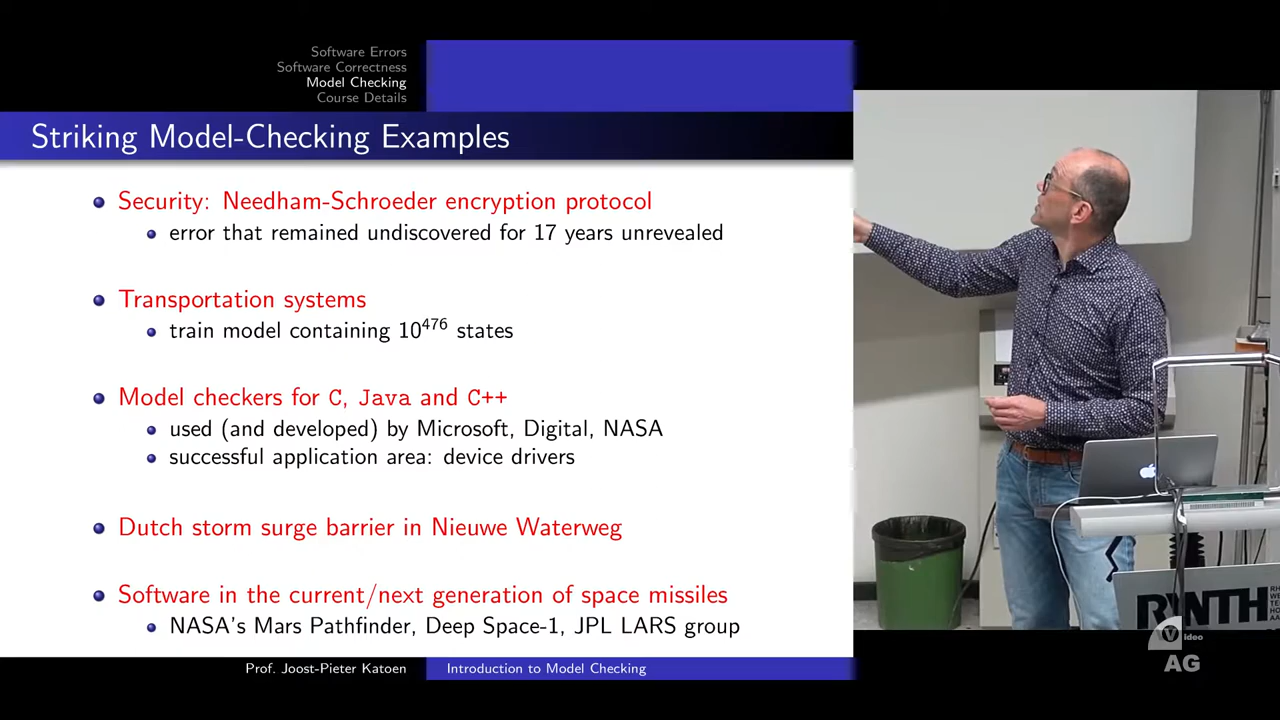 Software Errors
Software Correctness
Model Checking
Course Details
Striking Model-Checking Examples
Security: Needham-Schroeder encryption protocol
error that remained undiscovered for 17 years unrevealed
Transportation systems
train model containing 10^476 states
Model checkers for C, Java and C++
used (and developed) by Microsoft, Digital, NASA
successful application area: device drivers
Dutch storm surge barrier in Nieuwe Waterweg
Software in the current/next generation of space missiles
NASA's Mars Pathfinder, Deep Space-1, JPL LARS group
Prof. Joost-Pieter Katoen
Introduction to Model Checking
RWTH
Video
AG